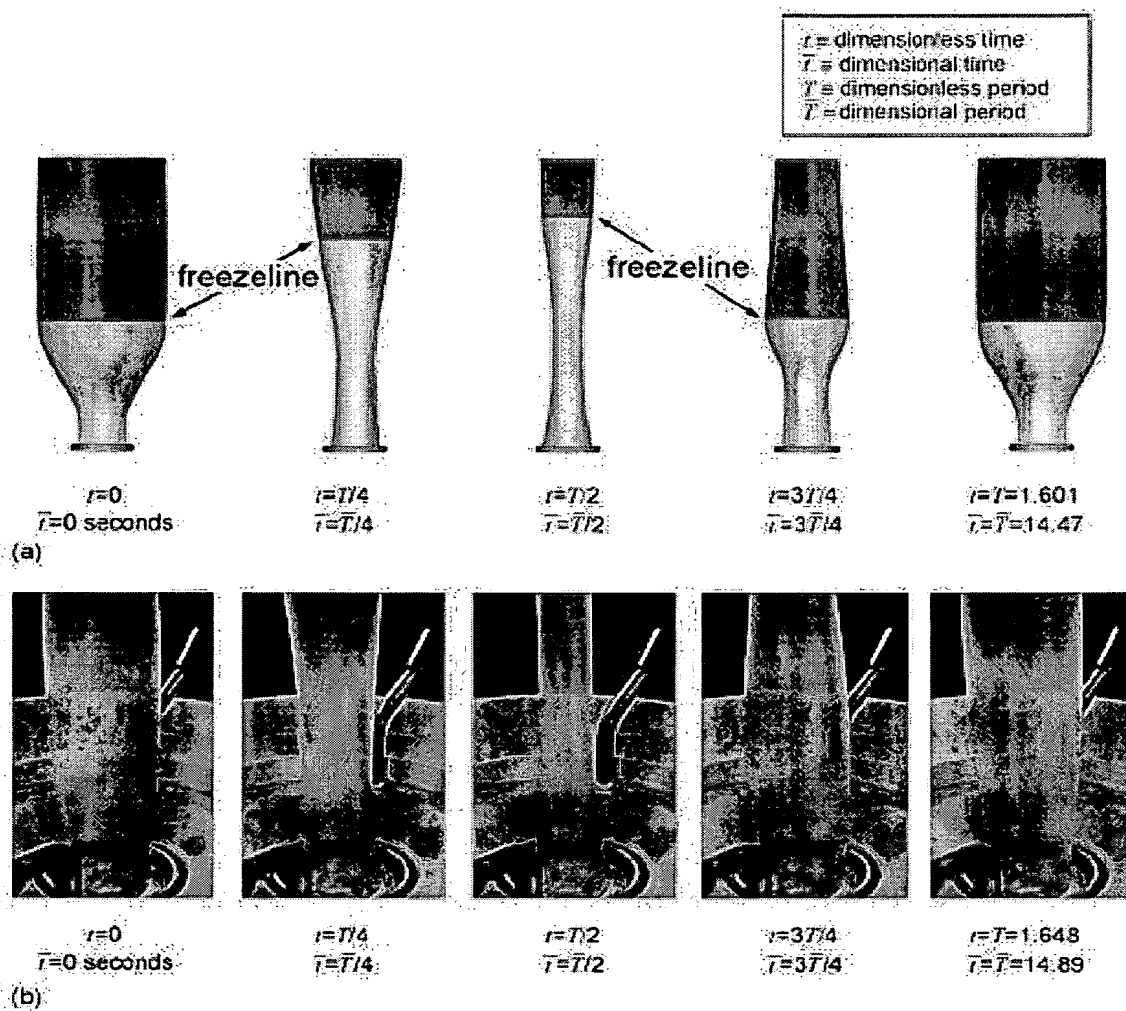 t = dimensionless time
t̅ = dimensional time
T = dimensionless period
T̅ = dimensional period
freezeline
freezeline
t=0
t̅=0 seconds
t=T/4
t̅=T̅/4
t=T/2
t̅=T̅/2
t=3T/4
t̅=3T̅/4
t=T=1.601
t̅=T̅=14.47
(a)
t=0
t̅=0 seconds
t=T/4
t̅=T̅/4
t=T/2
t̅=T̅/2
t=3T/4
t̅=3T̅/4
t=T=1.648
t̅=T̅=14.89
(b)